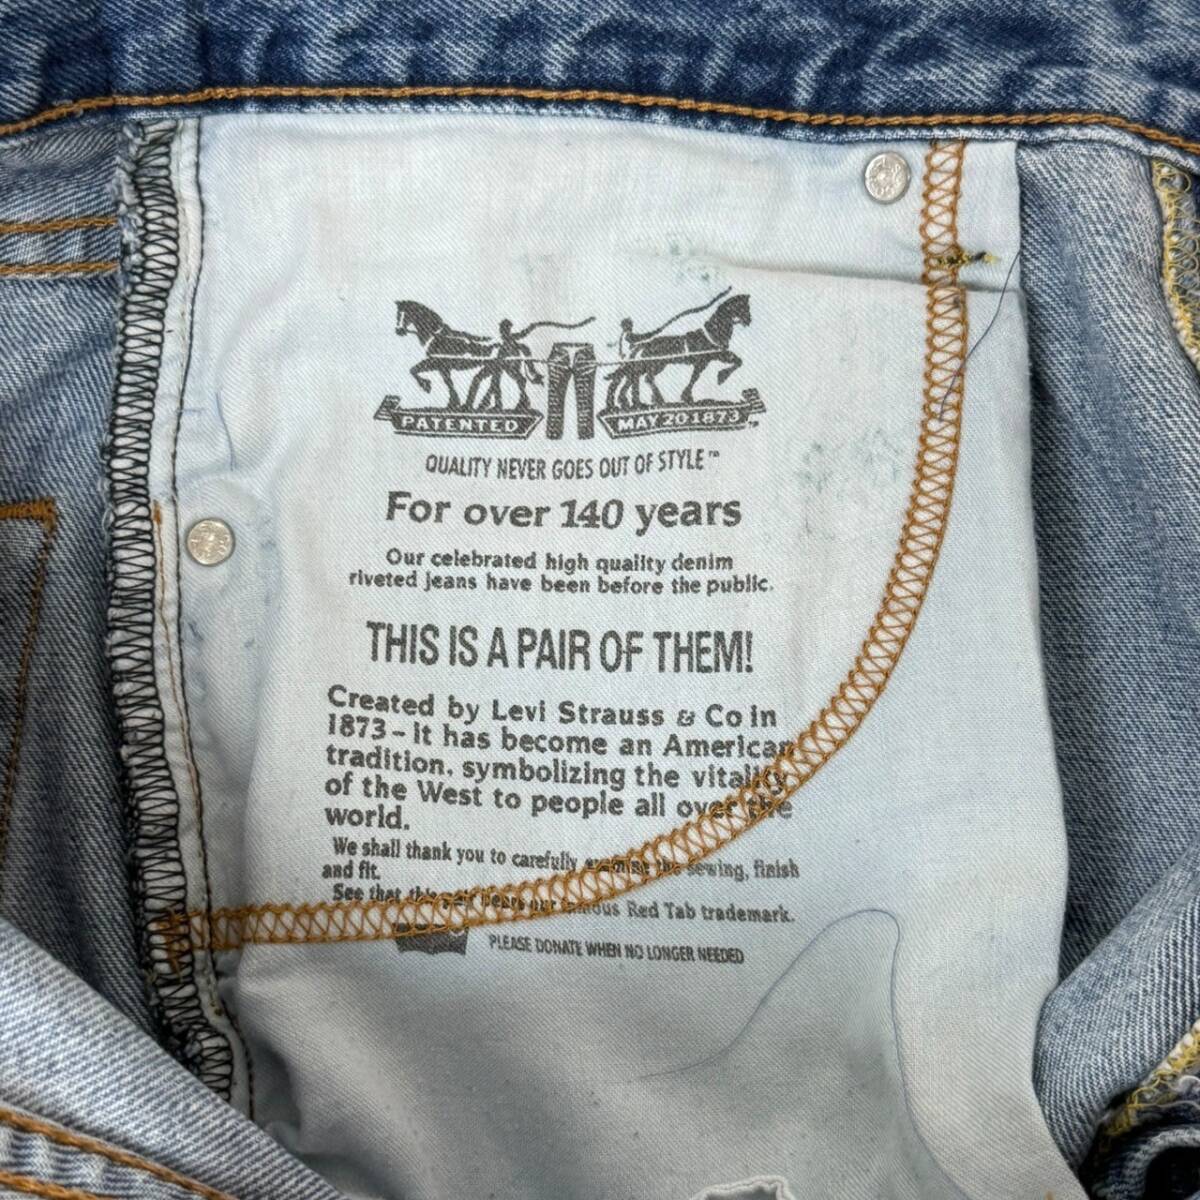 PATENTED MAY 20 1873
QUALITY NEVER GOES OUT OF STYLE™
For over 140 years
Our celebrated high quality denim
riveted jeans have been before the public.
THIS IS A PAIR OF THEM!
Created by Levi Strauss & Co in
1873 - it has become an American
tradition, symbolizing the vitality
of the West to people all over the
world.
We shall thank you to carefully examine the sewing, finish
and fit.
See that this pair bears our famous Red Tab trademark.
PLEASE DONATE WHEN NO LONGER NEEDED